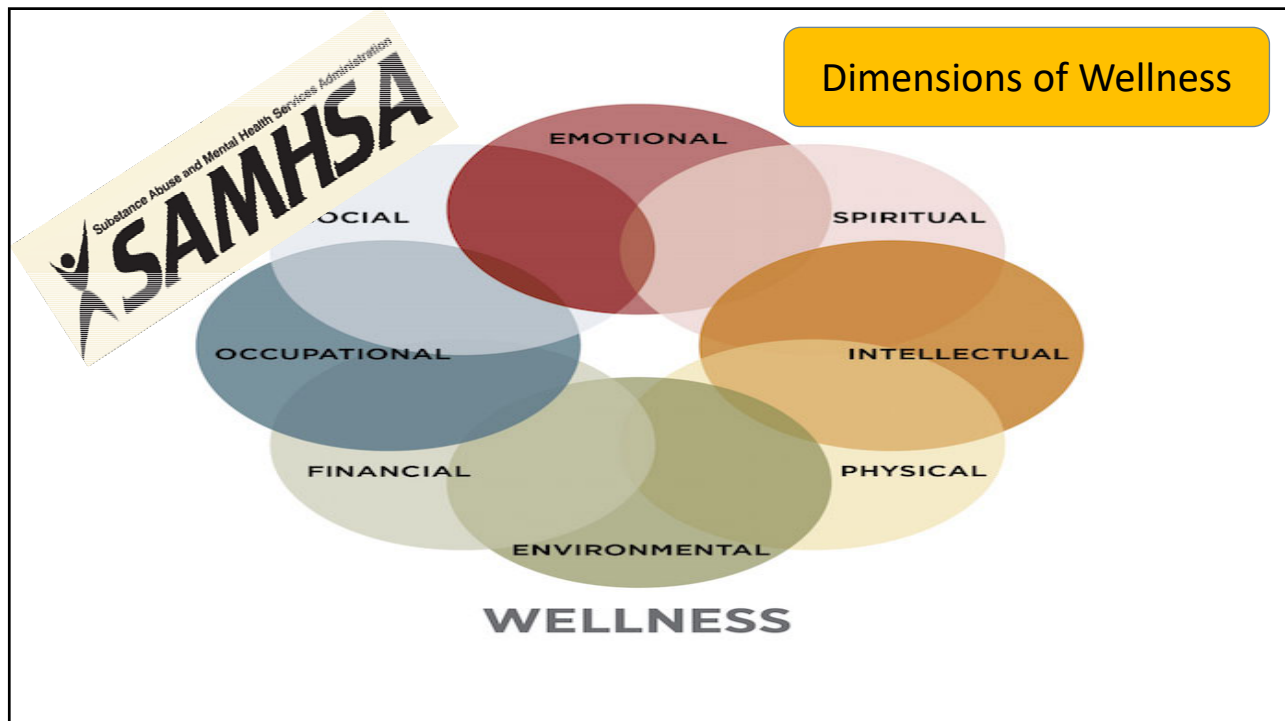 Dimensions of Wellness
Substance Abuse and Mental Health Services Administration
SAMHSA
EMOTIONAL
OCIAL
SPIRITUAL
OCCUPATIONAL
INTELLECTUAL
FINANCIAL
PHYSICAL
ENVIRONMENTAL
WELLNESS